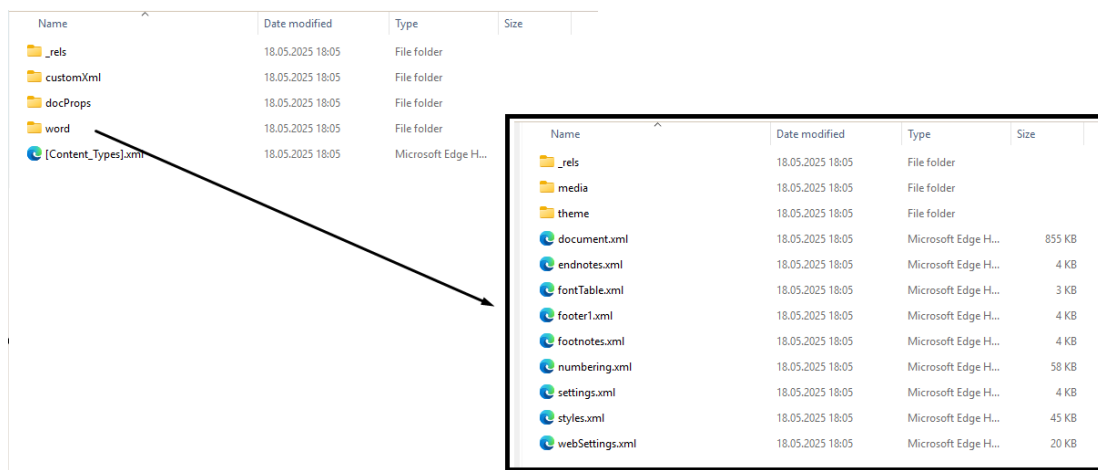 Name Date modified Type Size
_rels 18.05.2025 18:05 File folder
customXml 18.05.2025 18:05 File folder
docProps 18.05.2025 18:05 File folder
word 18.05.2025 18:05 File folder
[Content_Types].xml 18.05.2025 18:05 Microsoft Edge H...
Name Date modified Type Size
_rels 18.05.2025 18:05 File folder
media 18.05.2025 18:05 File folder
theme 18.05.2025 18:05 File folder
document.xml 18.05.2025 18:05 Microsoft Edge H... 855 KB
endnotes.xml 18.05.2025 18:05 Microsoft Edge H... 4 KB
fontTable.xml 18.05.2025 18:05 Microsoft Edge H... 3 KB
footer1.xml 18.05.2025 18:05 Microsoft Edge H... 4 KB
footnotes.xml 18.05.2025 18:05 Microsoft Edge H... 4 KB
numbering.xml 18.05.2025 18:05 Microsoft Edge H... 58 KB
settings.xml 18.05.2025 18:05 Microsoft Edge H... 4 KB
styles.xml 18.05.2025 18:05 Microsoft Edge H... 45 KB
webSettings.xml 18.05.2025 18:05 Microsoft Edge H... 20 KB